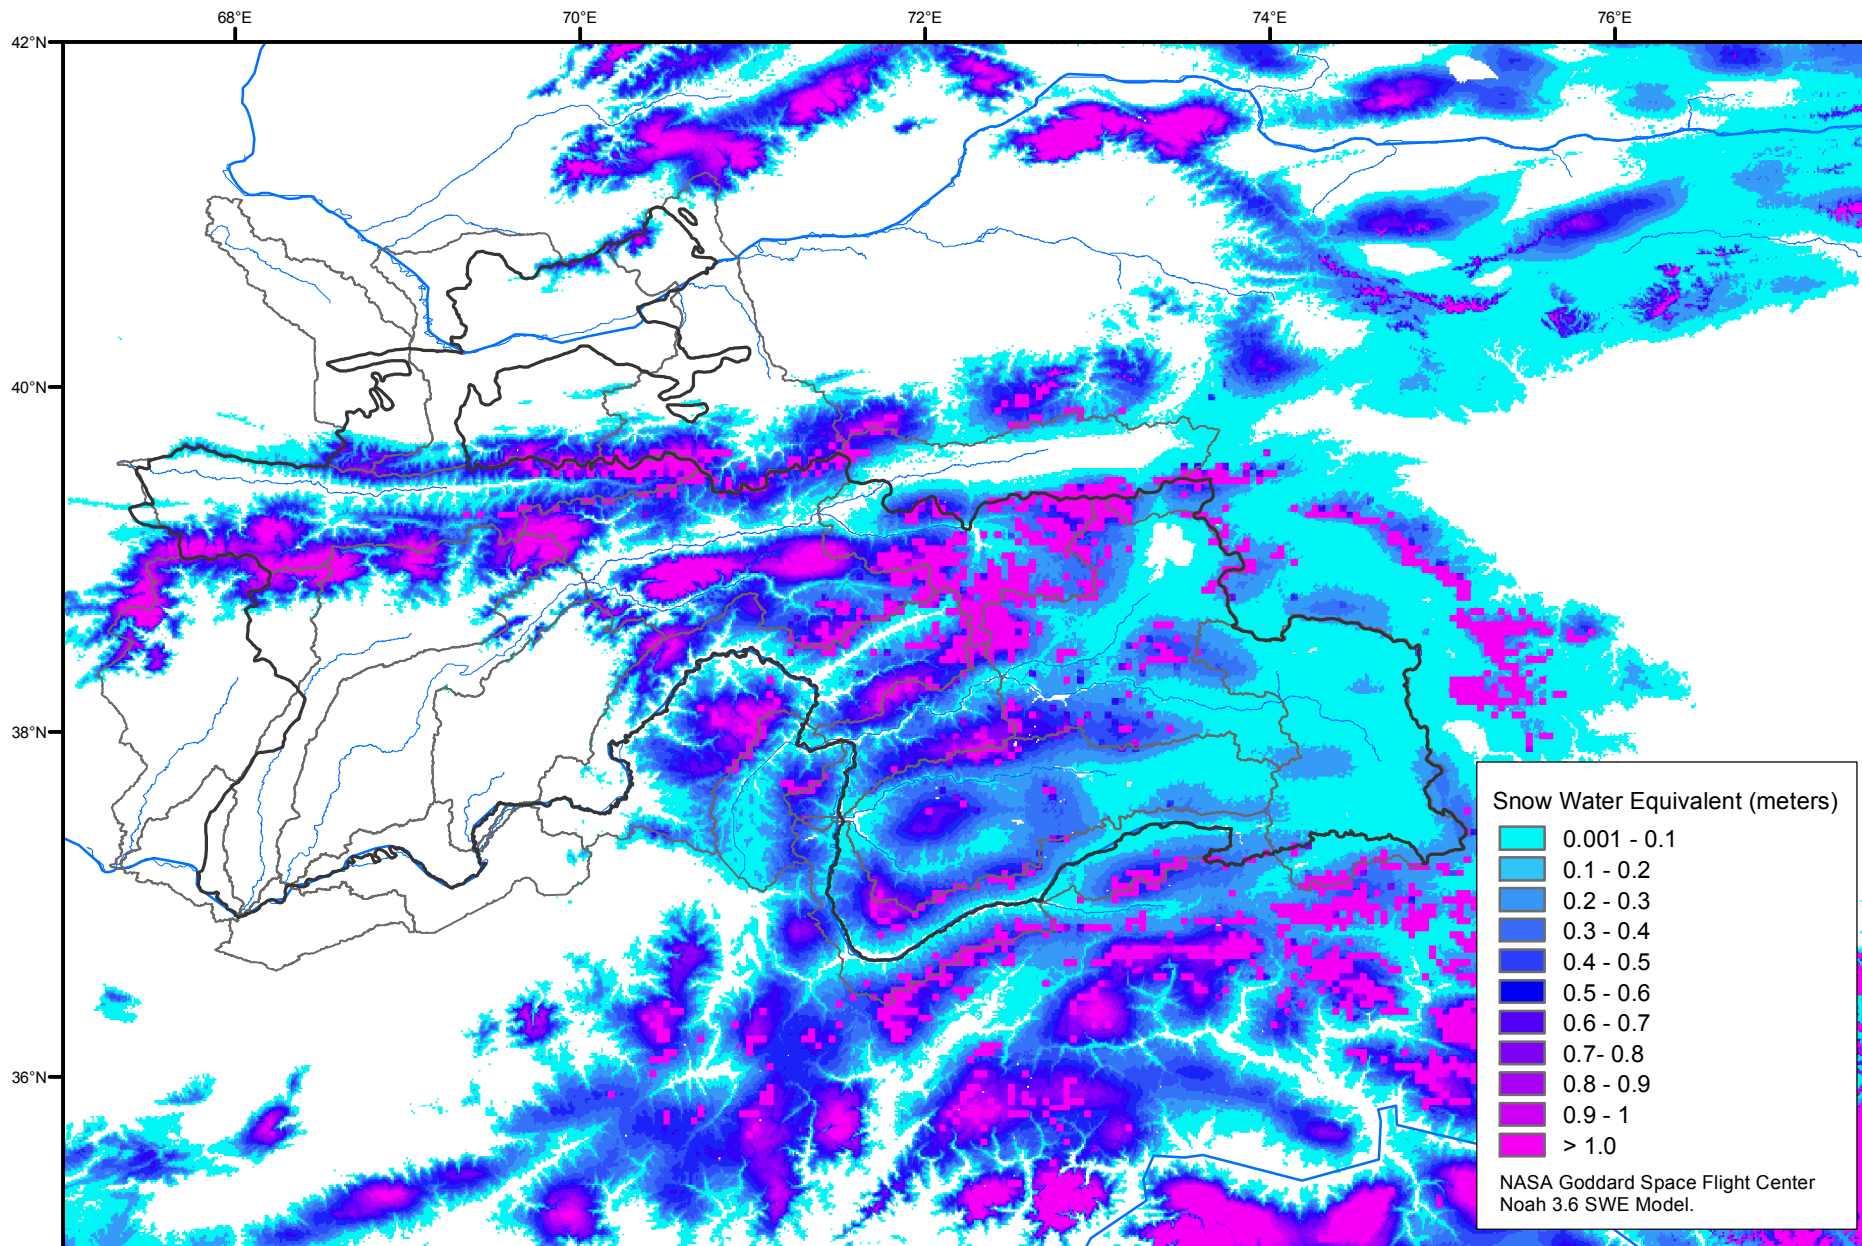 68°E
70°E
72°E
74°E
76°E
42°N
40°N
38°N
36°N
Snow Water Equivalent (meters)
0.001 - 0.1
0.1 - 0.2
0.2 - 0.3
0.3 - 0.4
0.4 - 0.5
0.5 - 0.6
0.6 - 0.7
0.7- 0.8
0.8 - 0.9
0.9 - 1
> 1.0
NASA Goddard Space Flight Center
Noah 3.6 SWE Model.